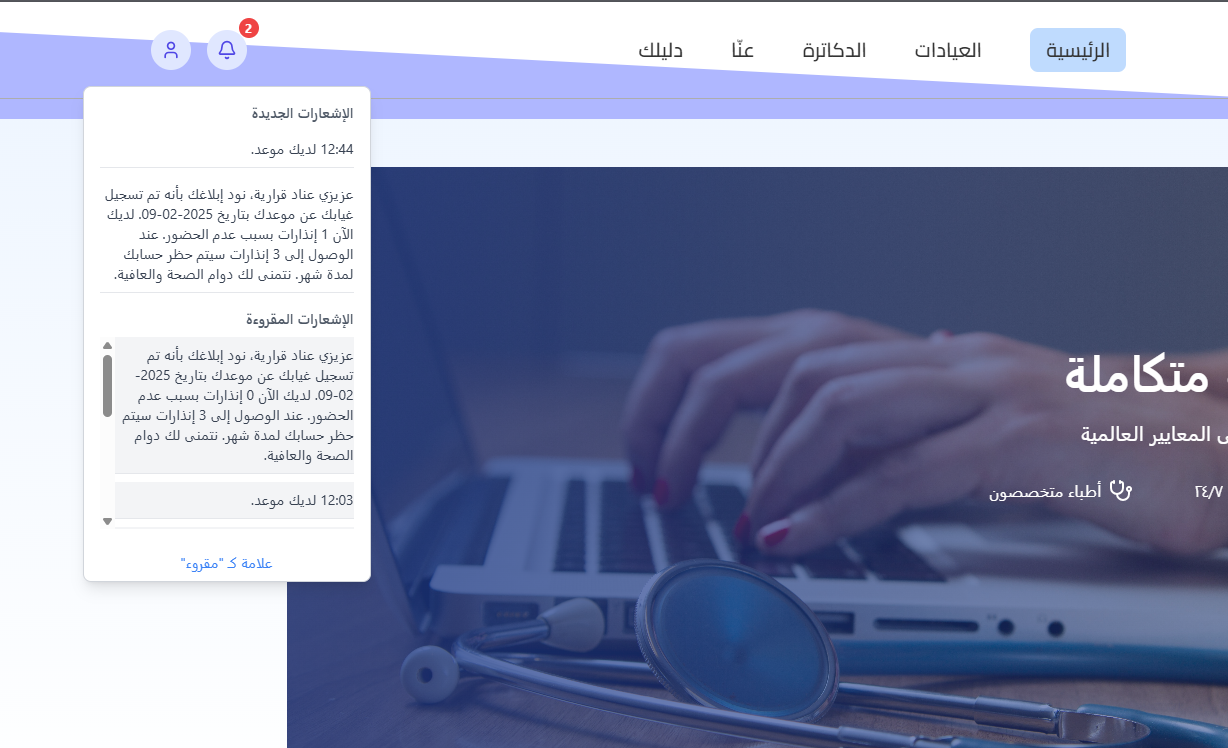 الرئيسية
العيادات
الدكاترة
عنّا
دليلك
2
الإشعارات الجديدة
12:44 لديك موعد.
عزيزي عناد قرارية، نود إبلاغك بأنه تم تسجيل
غيابك عن موعدك بتاريخ 2025-02-09. لديك
الآن 1 إنذارات بسبب عدم الحضور. عند
الوصول إلى 3 إنذارات سيتم حظر حسابك
لمدة شهر. نتمنى لك دوام الصحة والعافية.
الإشعارات المقروءة
عزيزي عناد قرارية، نود إبلاغك بأنه تم
تسجيل غيابك عن موعدك بتاريخ 2025-
02-09. لديك الآن 0 إنذارات بسبب عدم
الحضور. عند الوصول إلى 3 إنذارات سيتم
حظر حسابك لمدة شهر. نتمنى لك دوام
الصحة والعافية.
12:03 لديك موعد.
علامة كـ "مقروء"
متكاملة
المعايير العالمية
٢٤/٧
أطباء متخصصون